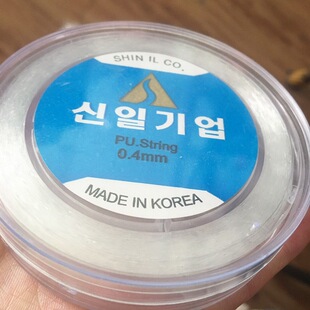 SHIN IL CO.
신일기업
PU.String
0.4mm
MADE IN KOREA